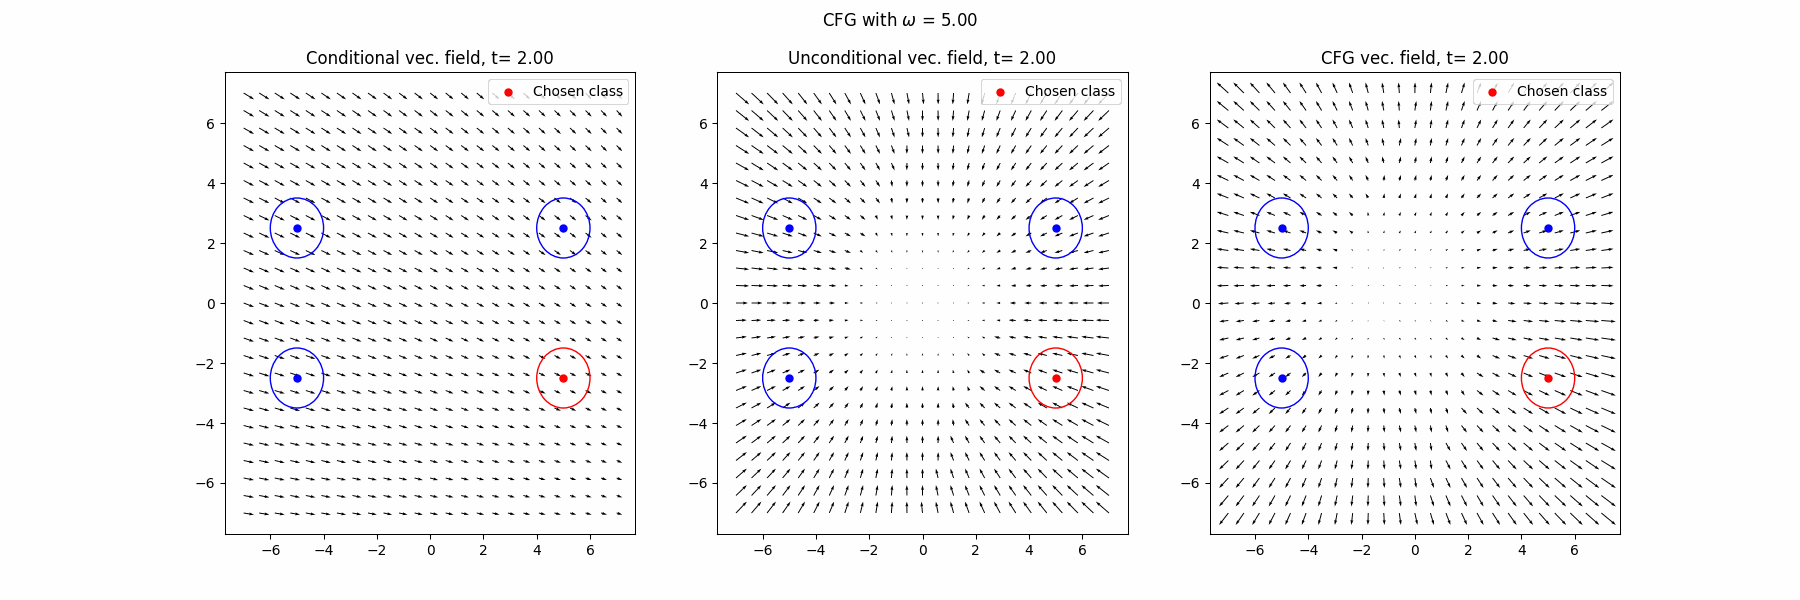 CFG with ω = 5.00
Conditional vec. field, t= 2.00
Chosen class
6
4
2
0
−2
−4
−6
−6 −4 −2 0 2 4 6
Unconditional vec. field, t= 2.00
Chosen class
6
4
2
0
−2
−4
−6
−6 −4 −2 0 2 4 6
CFG vec. field, t= 2.00
Chosen class
6
4
2
0
−2
−4
−6
−6 −4 −2 0 2 4 6